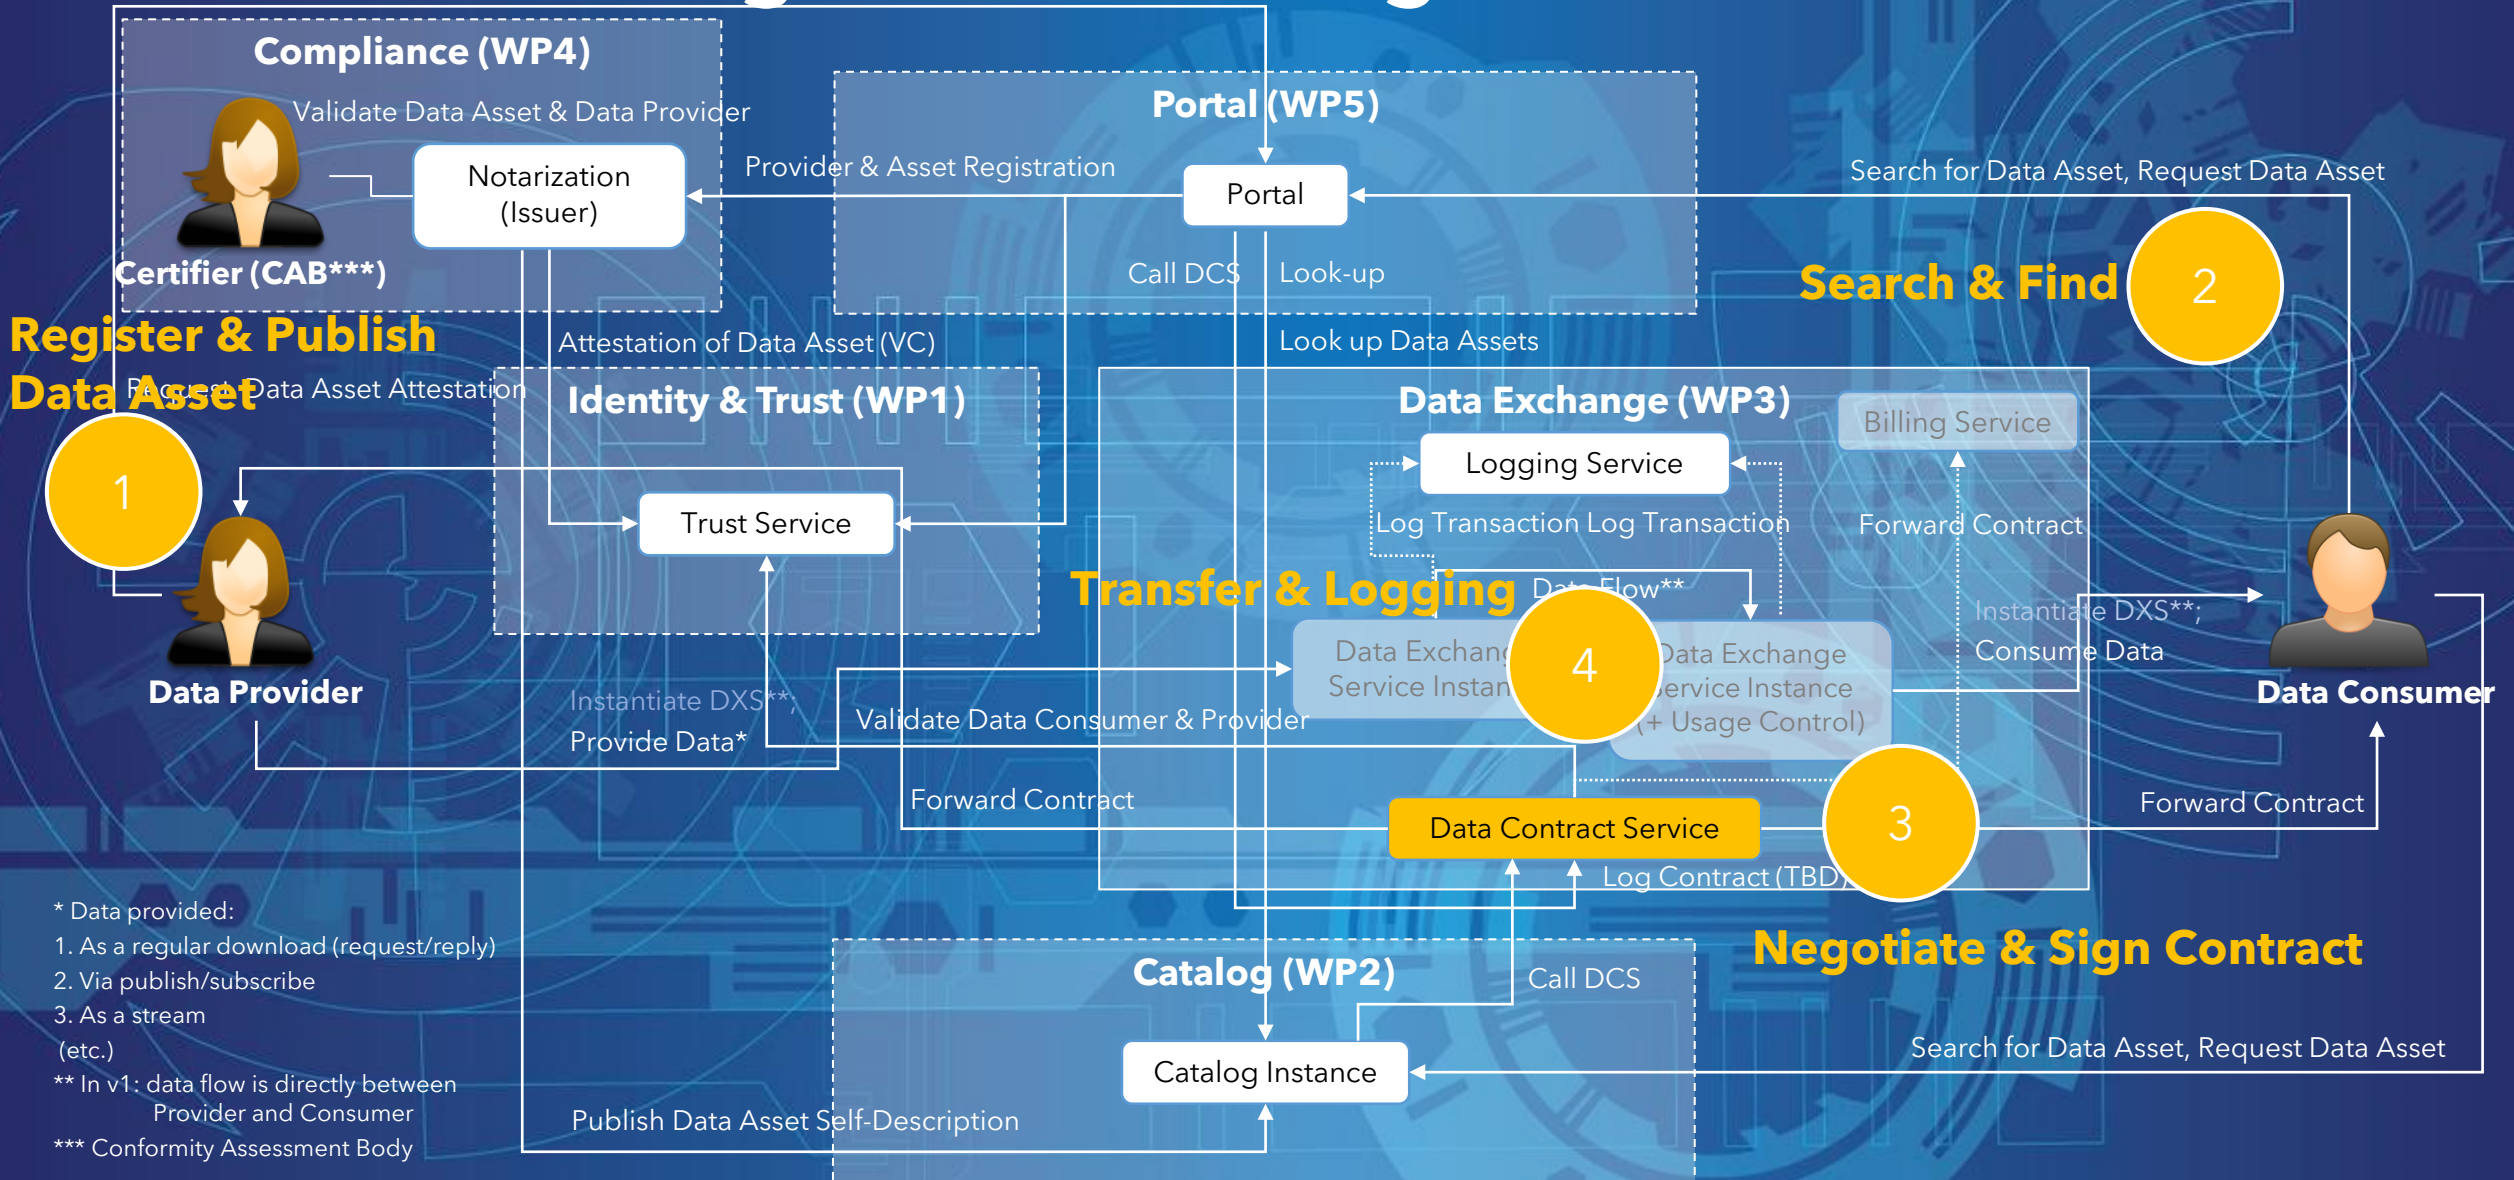 Compliance (WP4)
Validate Data Asset & Data Provider
Notarization
(Issuer)
Certifier (CAB***)
Portal (WP5)
Provider & Asset Registration
Portal
Search for Data Asset, Request Data Asset
Call DCS
Look-up
Search & Find
2
Register & Publish
Data Asset
Request Data Asset Attestation
1
Attestation of Data Asset (VC)
Look up Data Assets
Identity & Trust (WP1)
Trust Service
Data Exchange (WP3)
Billing Service
Logging Service
Log Transaction
Log Transaction
Forward Contract
Transfer & Logging
Data Flow**
Data Exchang
Service Instan
4
Data Exchange
Service Instance
(+ Usage Control)
Instantiate DXS**;
Consume Data
Data Provider
Data Consumer
Instantiate DXS**;
Provide Data*
Validate Data Consumer & Provider
Forward Contract
Data Contract Service
3
Forward Contract
Log Contract (TBD)
Negotiate & Sign Contract
Catalog (WP2)
Call DCS
Catalog Instance
Search for Data Asset, Request Data Asset
Publish Data Asset Self-Description
* Data provided:
1. As a regular download (request/reply)
2. Via publish/subscribe
3. As a stream
(etc.)
** In v1: data flow is directly between
Provider and Consumer
*** Conformity Assessment Body